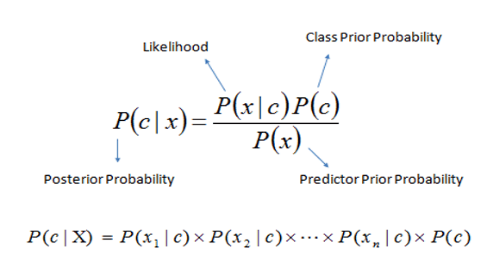 Likelihood
Class Prior Probability
P(c | x) = P(x | c)P(c) / P(x)
Posterior Probability
Predictor Prior Probability
P(c | X) = P(x₁ | c) × P(x₂ | c) × ··· × P(xₙ | c) × P(c)